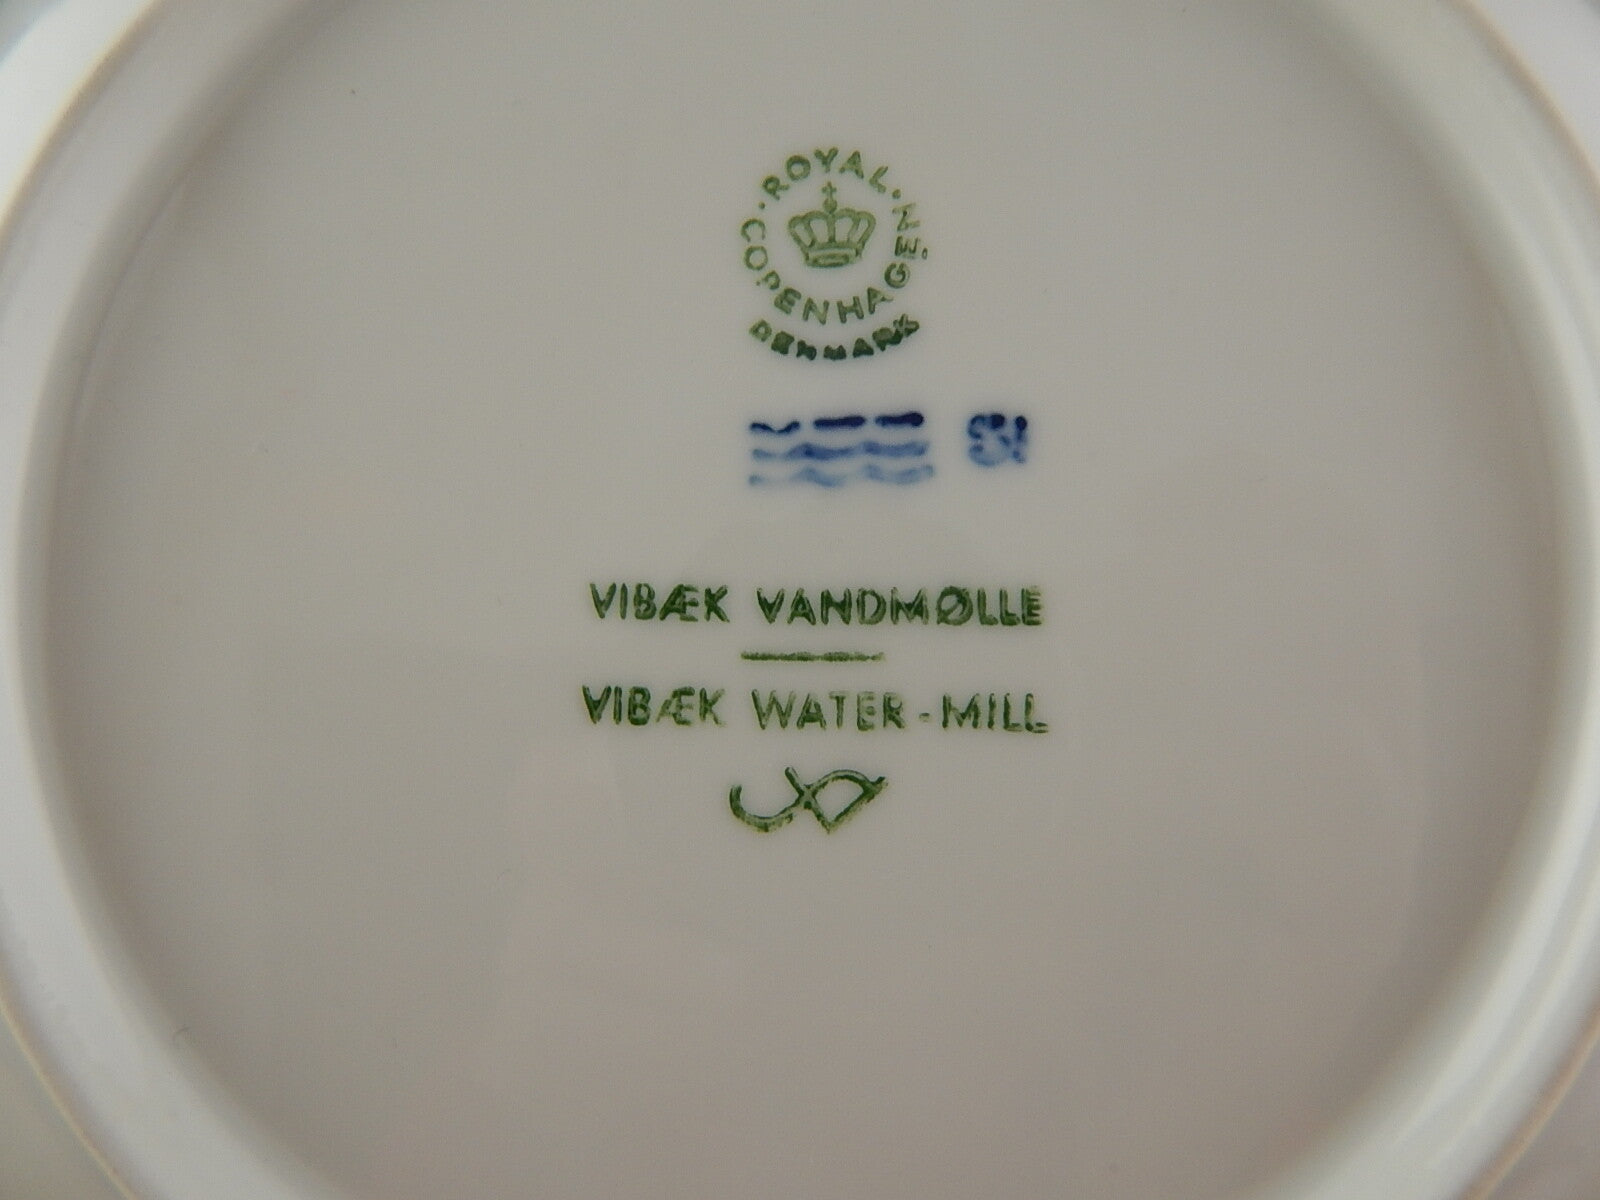 ROYAL
COPENHAGEN
DENMARK
VIBÆK VANDMØLLE
VIBÆK WATER-MILL